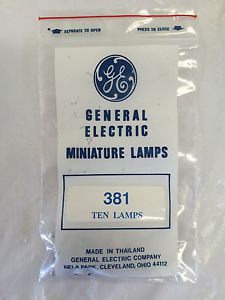 SEPARATE TO OPEN PRESS TO CLOSE
GE
GENERAL
ELECTRIC
MINIATURE LAMPS
381
TEN LAMPS
MADE IN THAILAND
GENERAL ELECTRIC COMPANY
NELA PARK, CLEVELAND, OHIO 44112